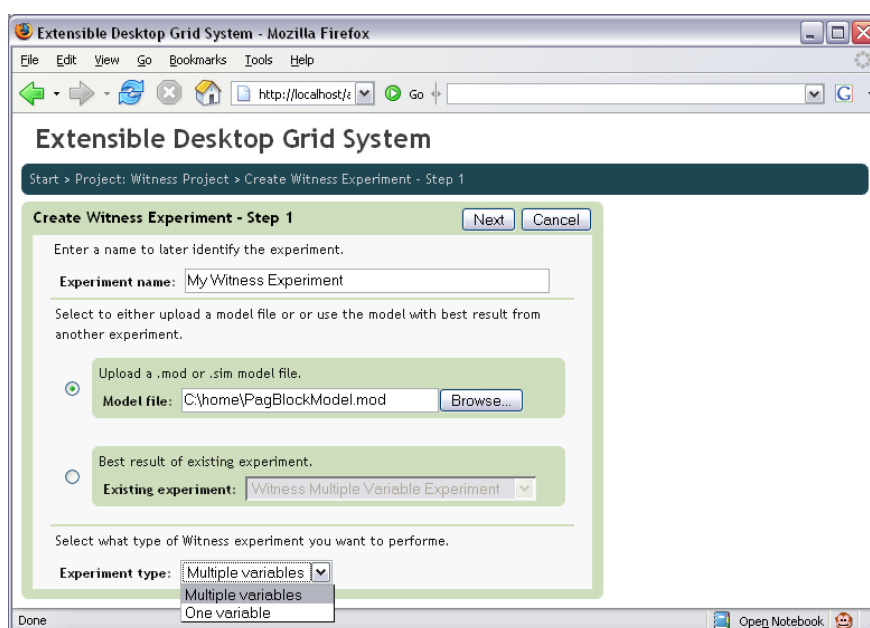 Extensible Desktop Grid System - Mozilla Firefox
File Edit View Go Bookmarks Tools Help
http://localhost/ Go G
Extensible Desktop Grid System
Start > Project: Witness Project > Create Witness Experiment - Step 1
Create Witness Experiment - Step 1 Next Cancel
Enter a name to later identify the experiment.
Experiment name: My Witness Experiment
Select to either upload a model file or or use the model with best result from
another experiment.
Upload a .mod or .sim model file.
Model file: C:\home\PagBlockModel.mod Browse...
Best result of existing experiment.
Existing experiment: Witness Multiple Variable Experiment
Select what type of Witness experiment you want to performe.
Experiment type: Multiple variables
Multiple variables
One variable
Done Open Notebook